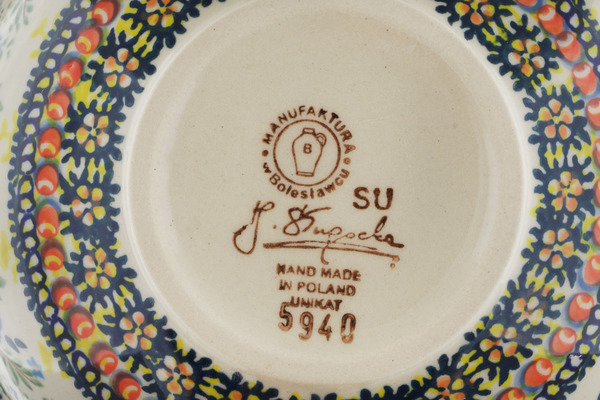 MANUFAKTURA
B
w Bolesławcu
SU
HAND MADE
IN POLAND
UNIKAT
5940